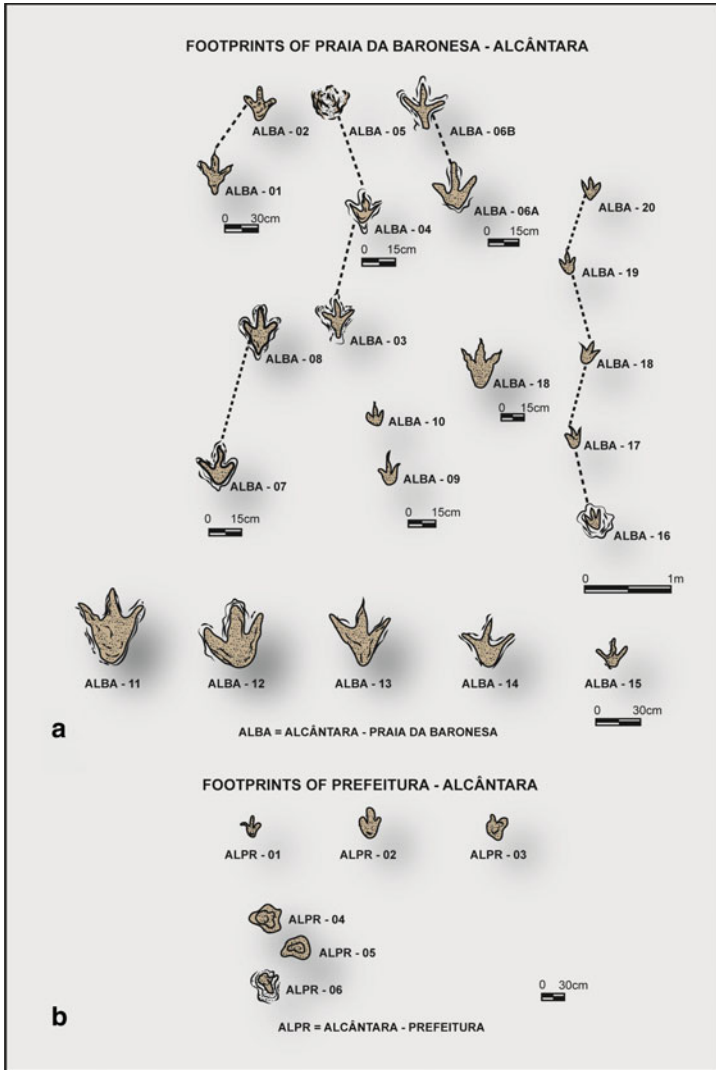 FOOTPRINTS OF PRAIA DA BARONESA - ALCÂNTARA
ALBA - 02
ALBA - 05
ALBA - 06B
ALBA - 01
0 30cm
ALBA - 04
0 15cm
ALBA - 06A
0 15cm
ALBA - 20
ALBA - 19
ALBA - 08
ALBA - 03
ALBA - 18
0 15cm
ALBA - 18
ALBA - 10
ALBA - 17
ALBA - 07
0 15cm
ALBA - 09
0 15cm
ALBA - 16
0 1m
ALBA - 11
ALBA - 12
ALBA - 13
ALBA - 14
ALBA - 15
0 30cm
a
ALBA = ALCÂNTARA - PRAIA DA BARONESA
FOOTPRINTS OF PREFEITURA - ALCÂNTARA
ALPR - 01
ALPR - 02
ALPR - 03
ALPR - 04
ALPR - 05
ALPR - 06
0 30cm
b
ALPR = ALCÂNTARA - PREFEITURA